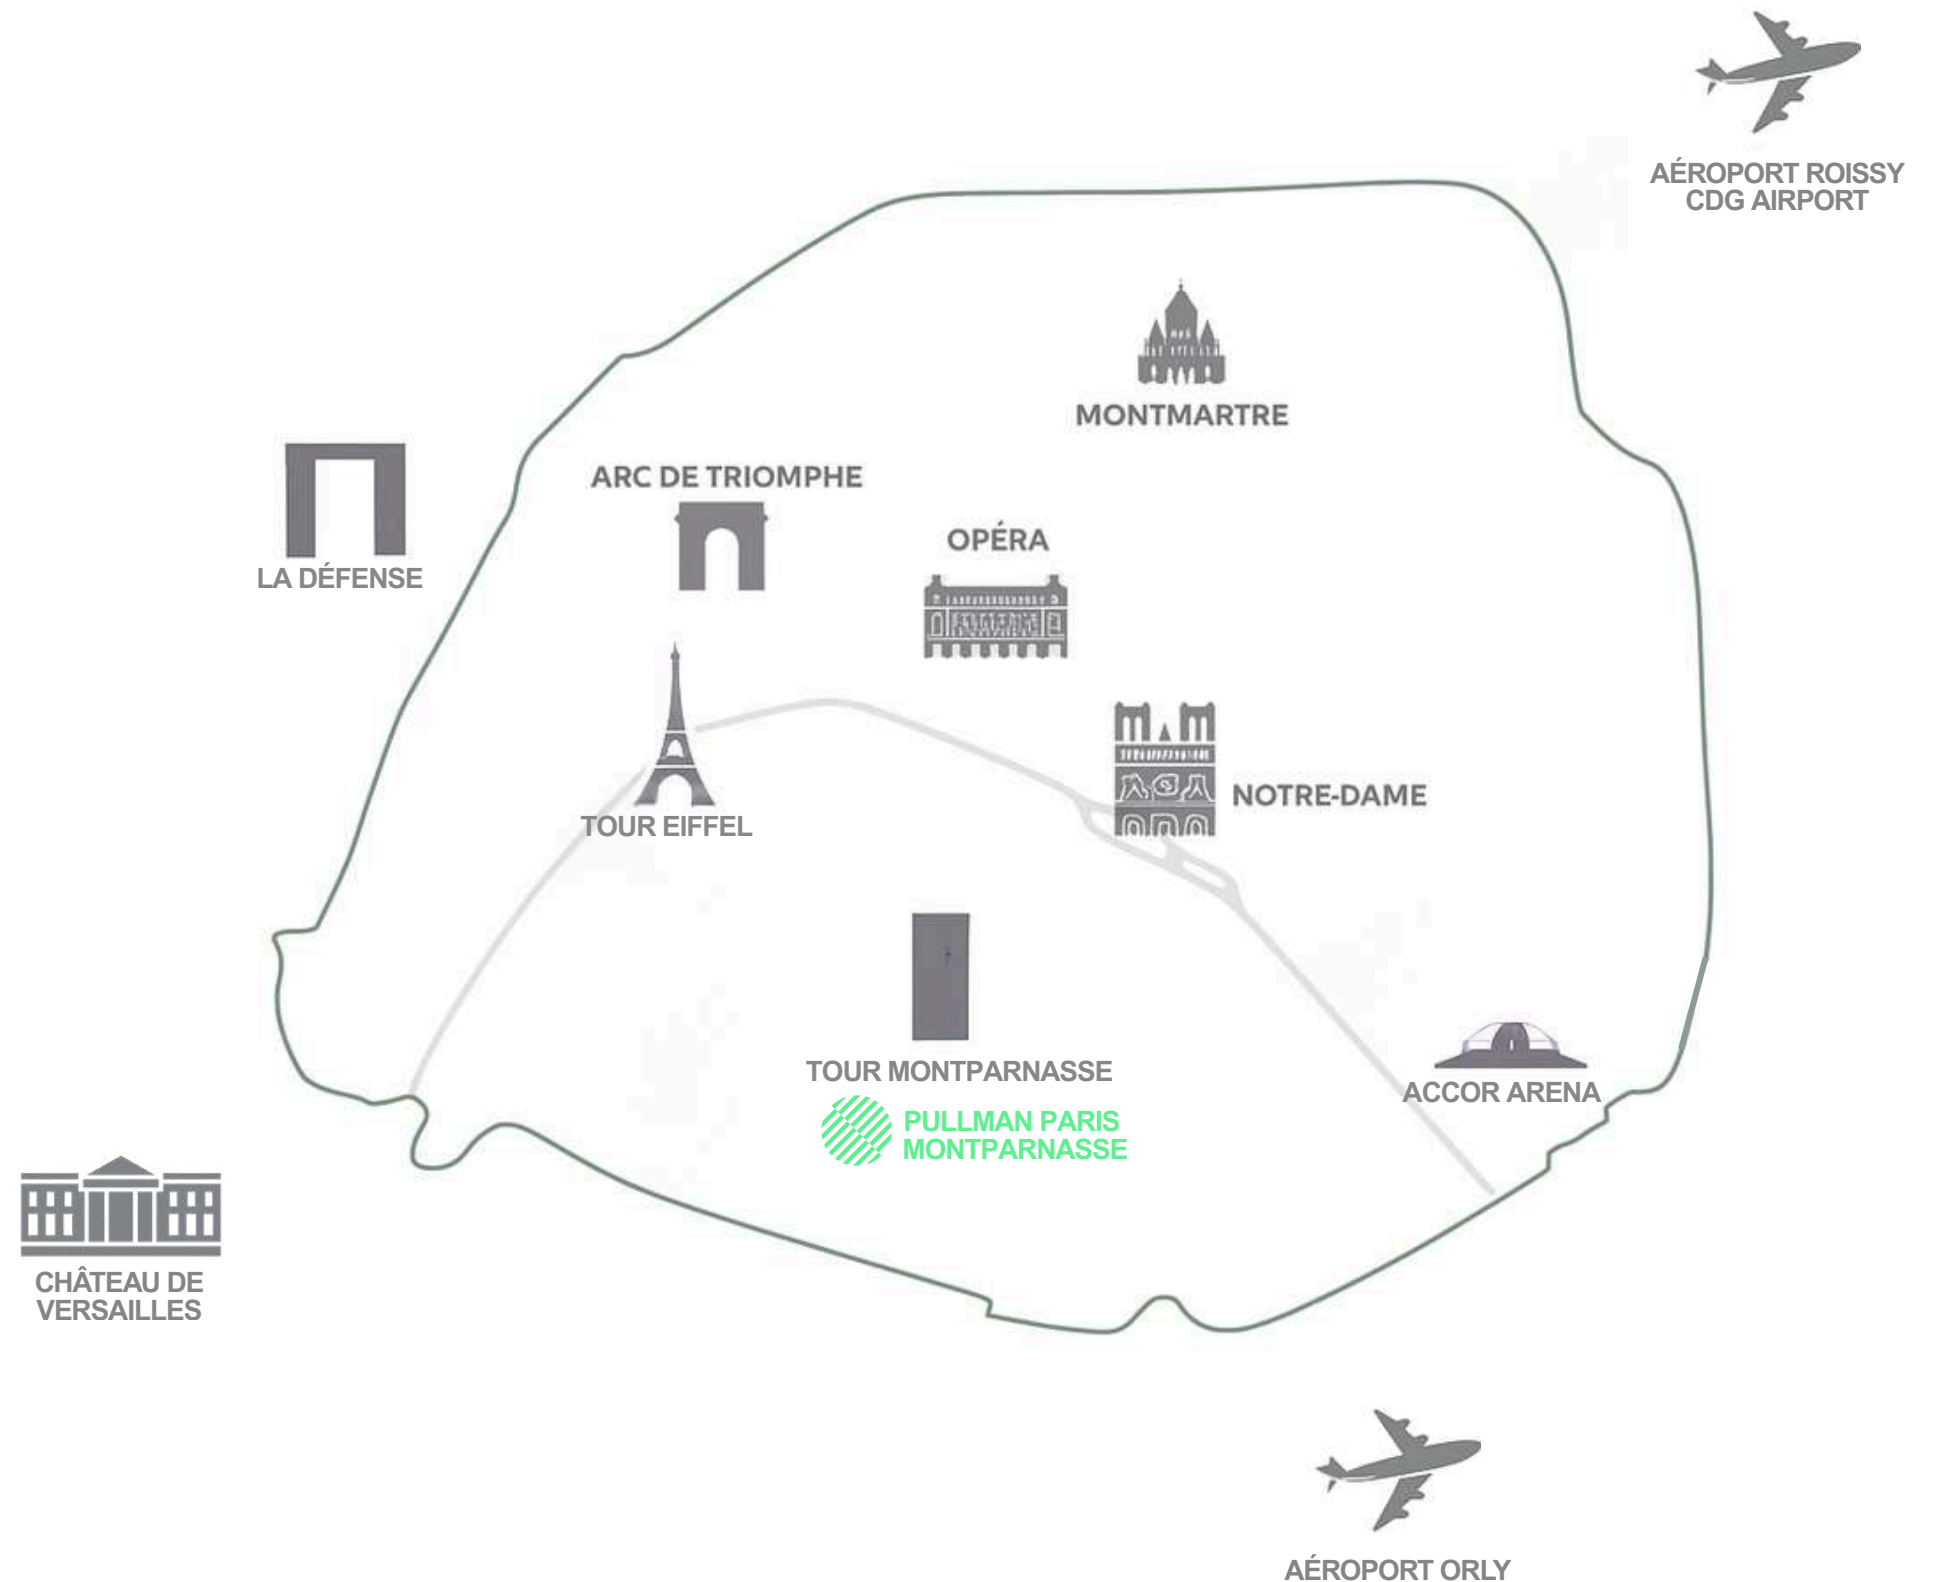 AÉROPORT ROISSY
CDG AIRPORT
MONTMARTRE
ARC DE TRIOMPHE
OPÉRA
LA DÉFENSE
NOTRE-DAME
TOUR EIFFEL
TOUR MONTPARNASSE
ACCOR ARENA
PULLMAN PARIS
MONTPARNASSE
CHÂTEAU DE
VERSAILLES
AÉROPORT ORLY